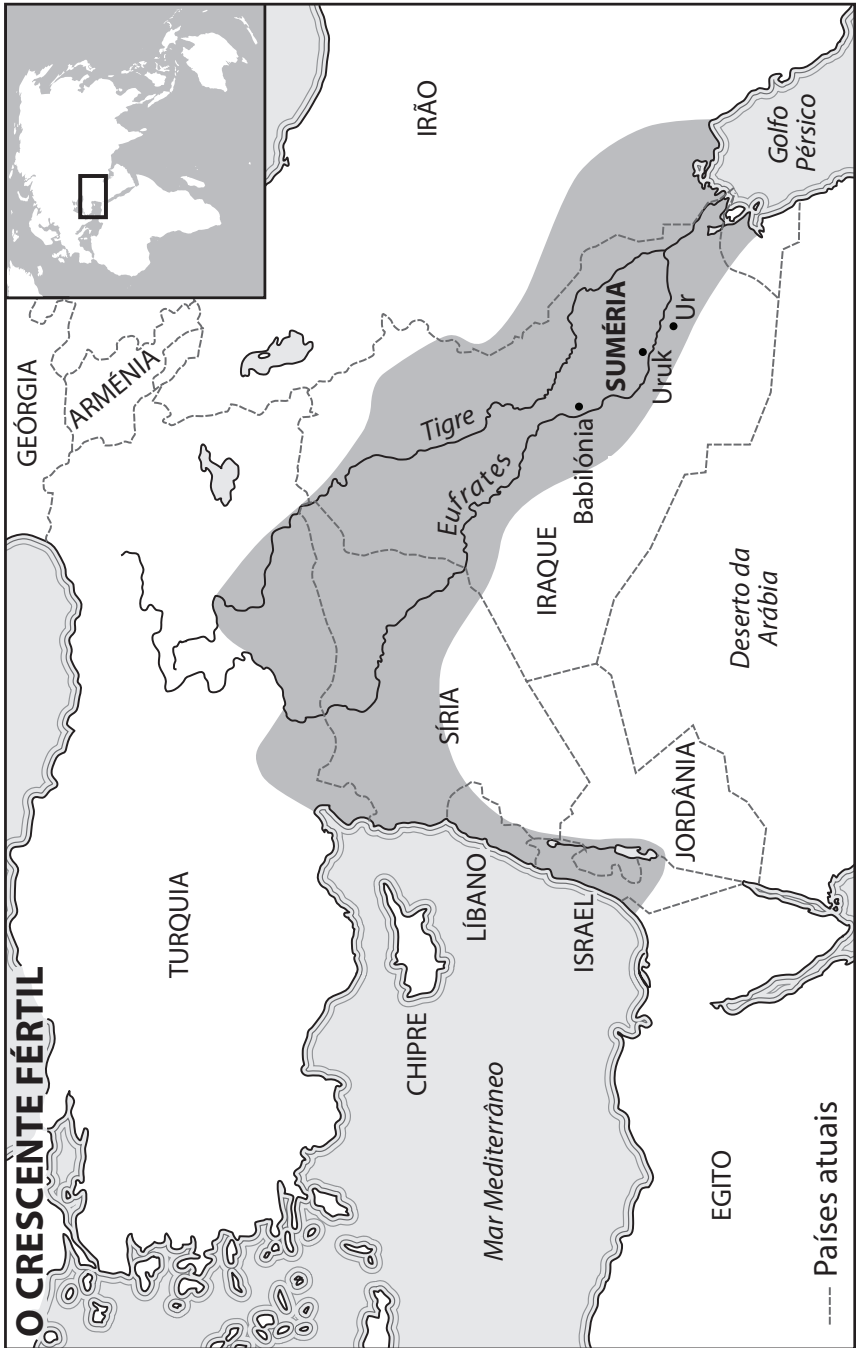 O CRESCENTE FÉRTIL
GEÓRGIA
ARMÉNIA
TURQUIA
IRÃO
CHIPRE
Tigre
Eufrates
SÍRIA
LÍBANO
IRAQUE
Babilónia
SUMÉRIA
Uruk
Ur
ISRAEL
JORDÂNIA
Mar Mediterrâneo
Deserto da
Arábia
Golfo
Pérsico
EGITO
Países atuais